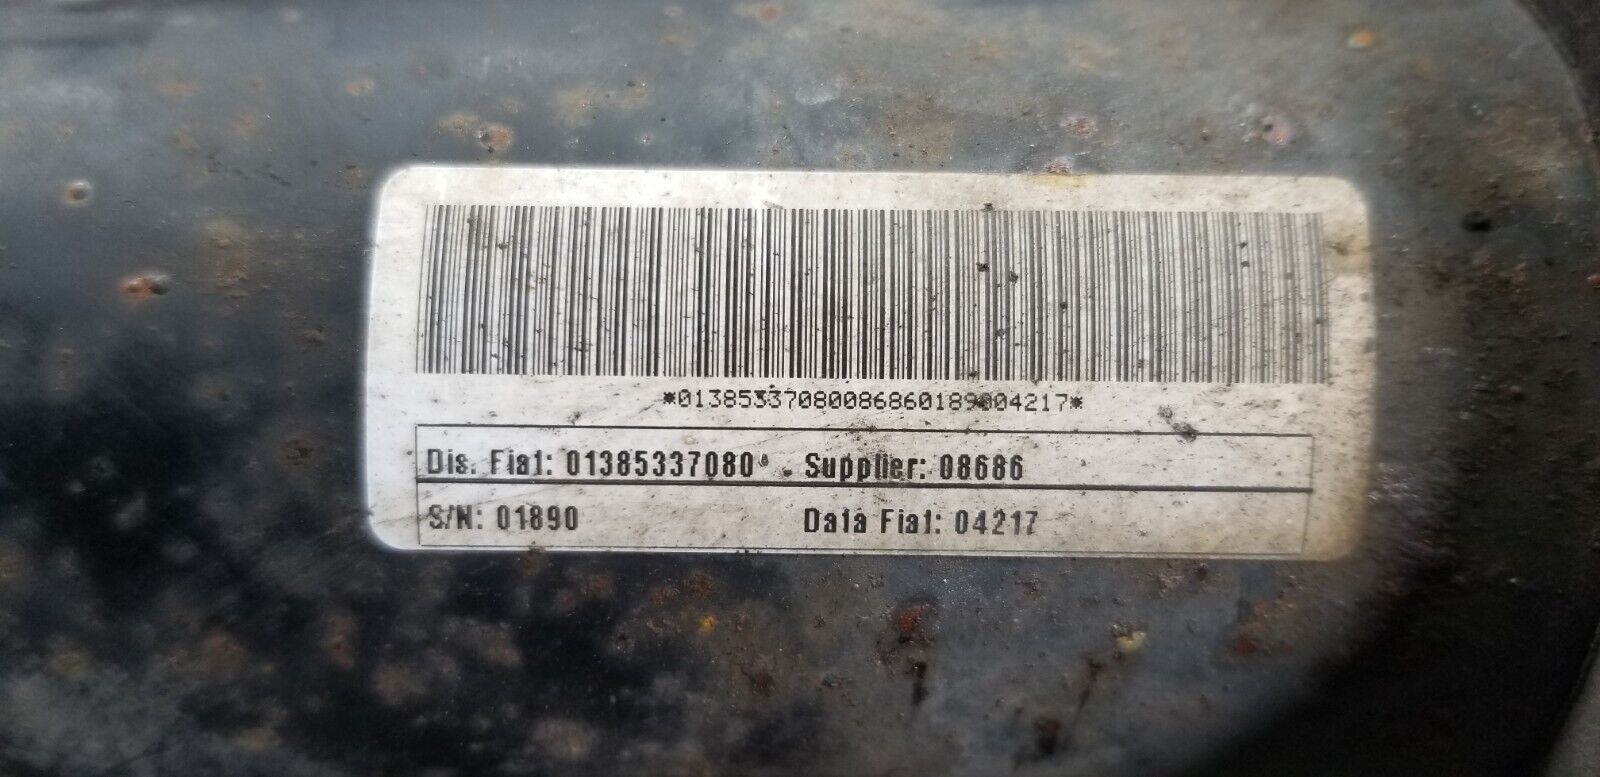 *01385337080086860189004217*
Dis. Fiat: 01385337080 Supplier: 08686
S/N: 01890 Data Fiat: 04217